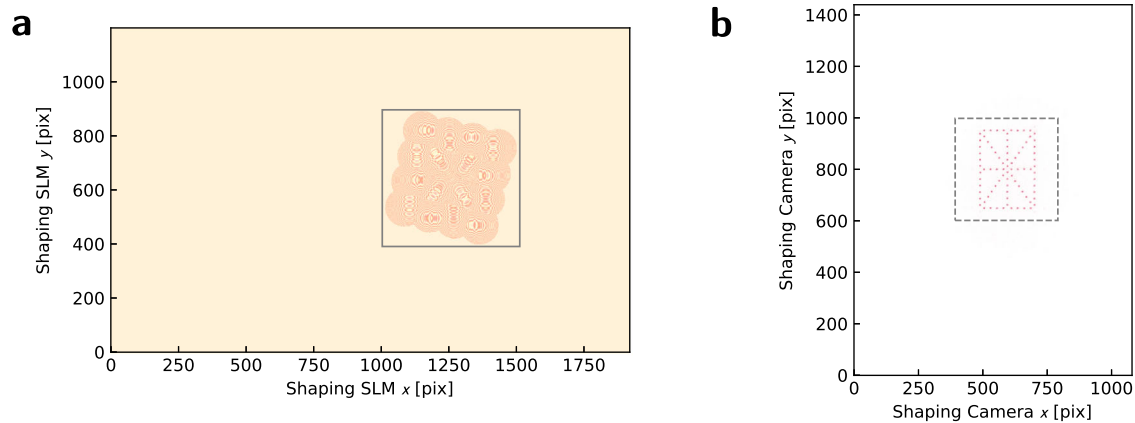 a
Shaping SLM y [pix]
1000
800
600
400
200
0
0 250 500 750 1000 1250 1500 1750
Shaping SLM x [pix]
b
Shaping Camera y [pix]
1400
1200
1000
800
600
400
200
0
0 250 500 750 1000
Shaping Camera x [pix]